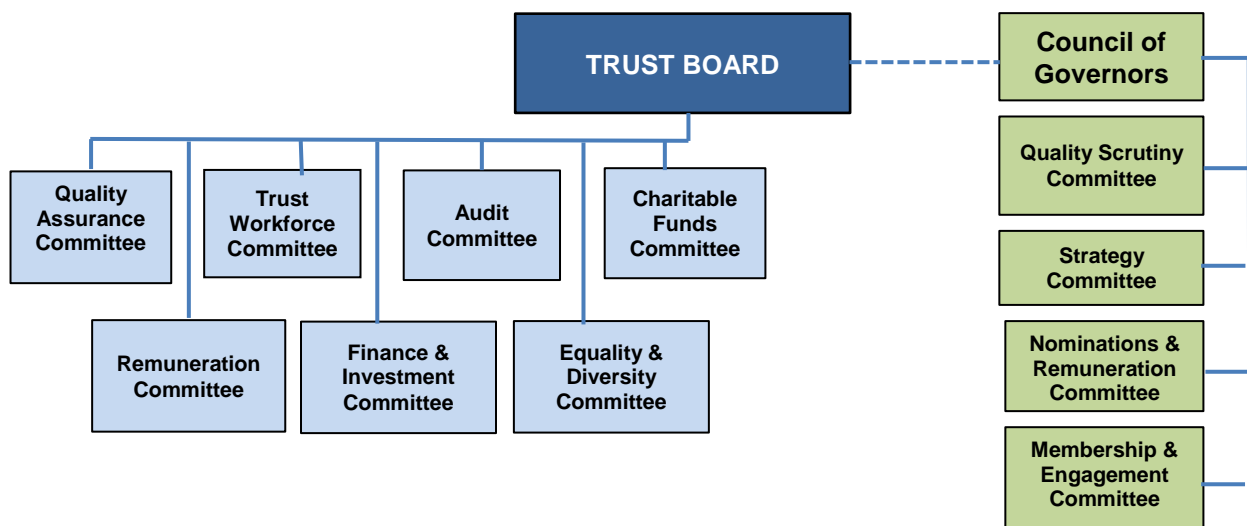 TRUST BOARD
Council of
Governors
Quality
Assurance
Committee
Trust
Workforce
Committee
Audit
Committee
Charitable
Funds
Committee
Remuneration
Committee
Finance &
Investment
Committee
Equality &
Diversity
Committee
Quality Scrutiny
Committee
Strategy
Committee
Nominations &
Remuneration
Committee
Membership &
Engagement
Committee